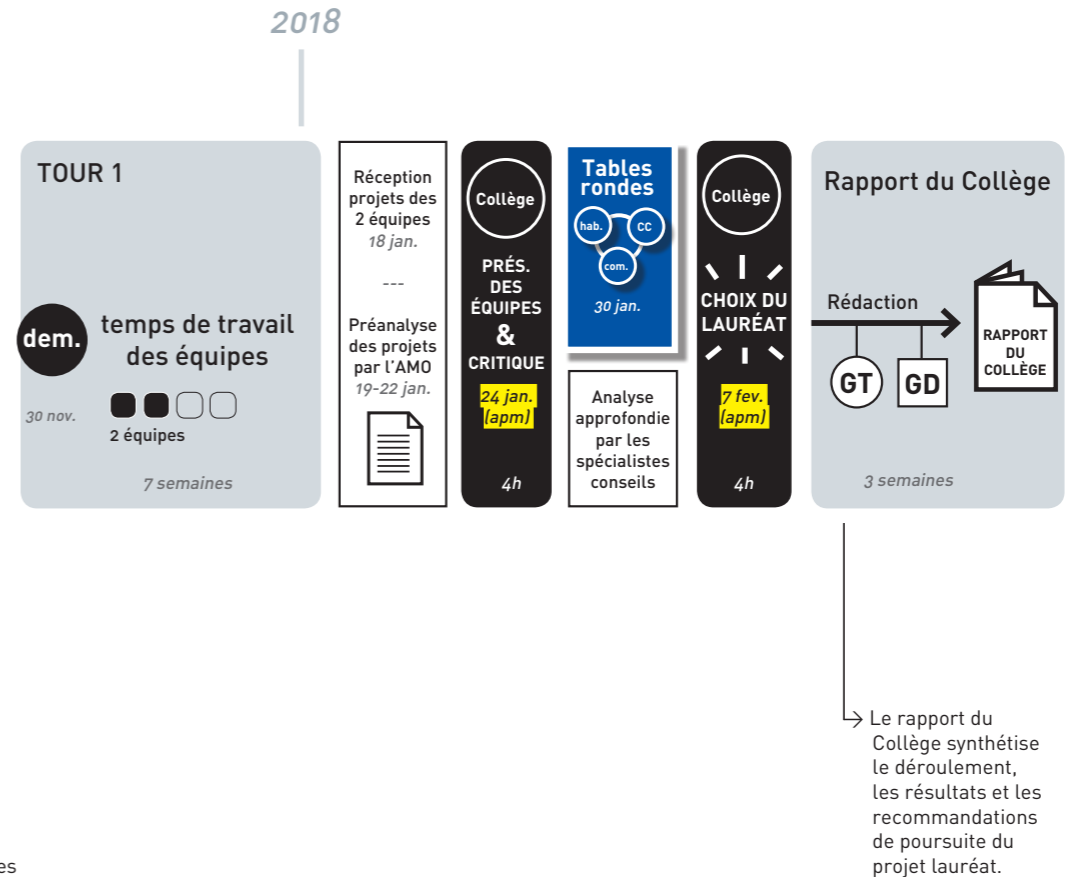 2018
TOUR 1
dem.
temps de travail
des équipes
30 nov.
2 équipes
7 semaines
Réception
projets des
2 équipes
18 jan.
---
Préanalyse
des projets
par l'AMO
19-22 jan.
Collège
PRÉS.
DES
ÉQUIPES
&
CRITIQUE
24 jan.
(apm)
4h
Tables
rondes
hab.
CC
com.
30 jan.
Analyse
approfondie
par les
spécialistes
conseils
Collège
CHOIX DU
LAURÉAT
7 fev.
(apm)
4h
Rapport du Collège
Rédaction
GT
GD
RAPPORT
DU
COLLÈGE
3 semaines
Le rapport du
Collège synthétise
le déroulement,
les résultats et les
recommandations
de poursuite du
projet lauréat.
es